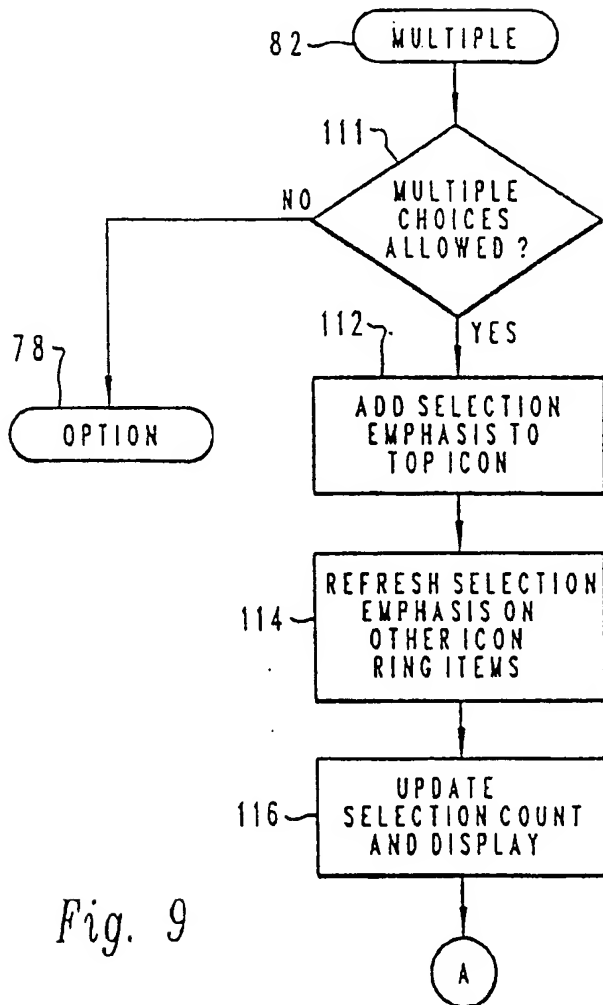 82
MULTIPLE
111
NO
MULTIPLE
CHOICES
ALLOWED ?
YES
78
OPTION
112
ADD SELECTION
EMPHASIS TO
TOP ICON
114
REFRESH SELECTION
EMPHASIS ON
OTHER ICON
RING ITEMS
116
UPDATE
SELECTION COUNT
AND DISPLAY
A
Fig. 9